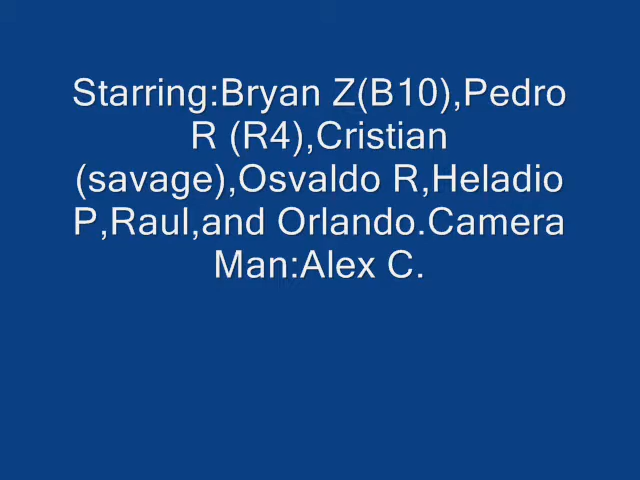 Starring:Bryan Z(B10),Pedro
R (R4),Cristian
(savage),Osvaldo R,Heladio
P,Raul,and Orlando.Camera
Man:Alex C.